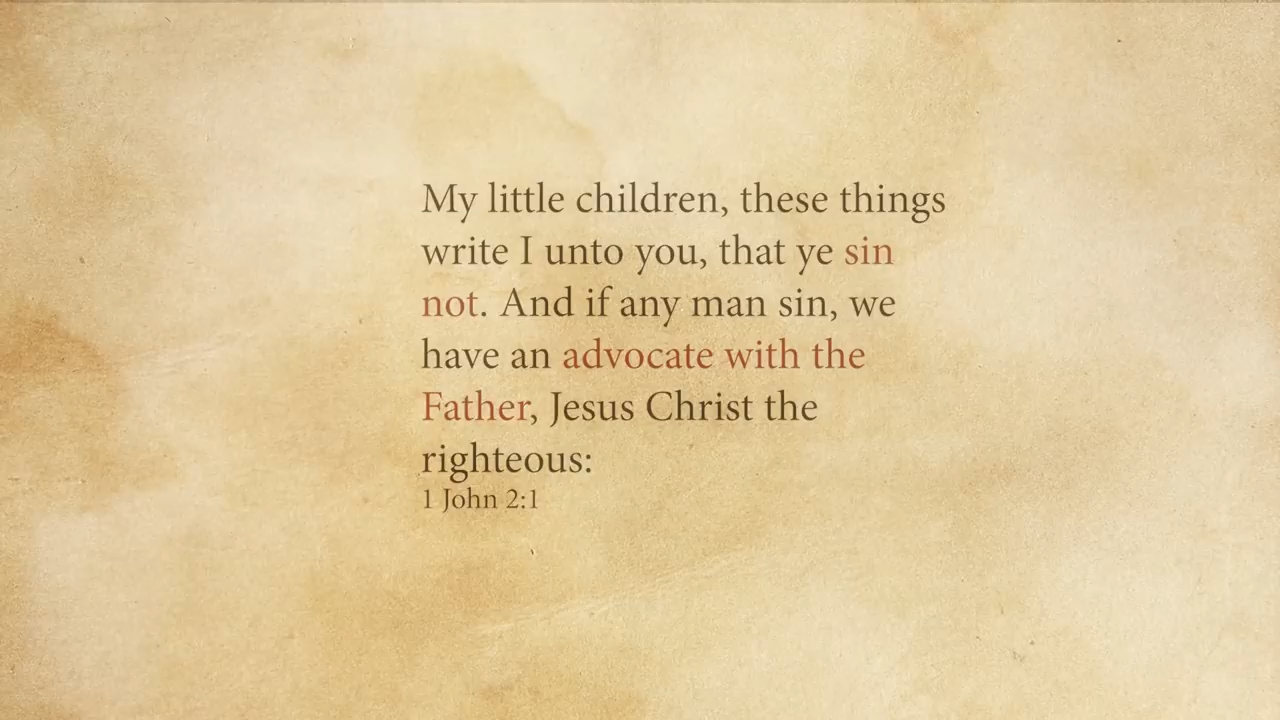 My little children, these things
write I unto you, that ye sin
not. And if any man sin, we
have an advocate with the
Father, Jesus Christ the
righteous:
1 John 2:1